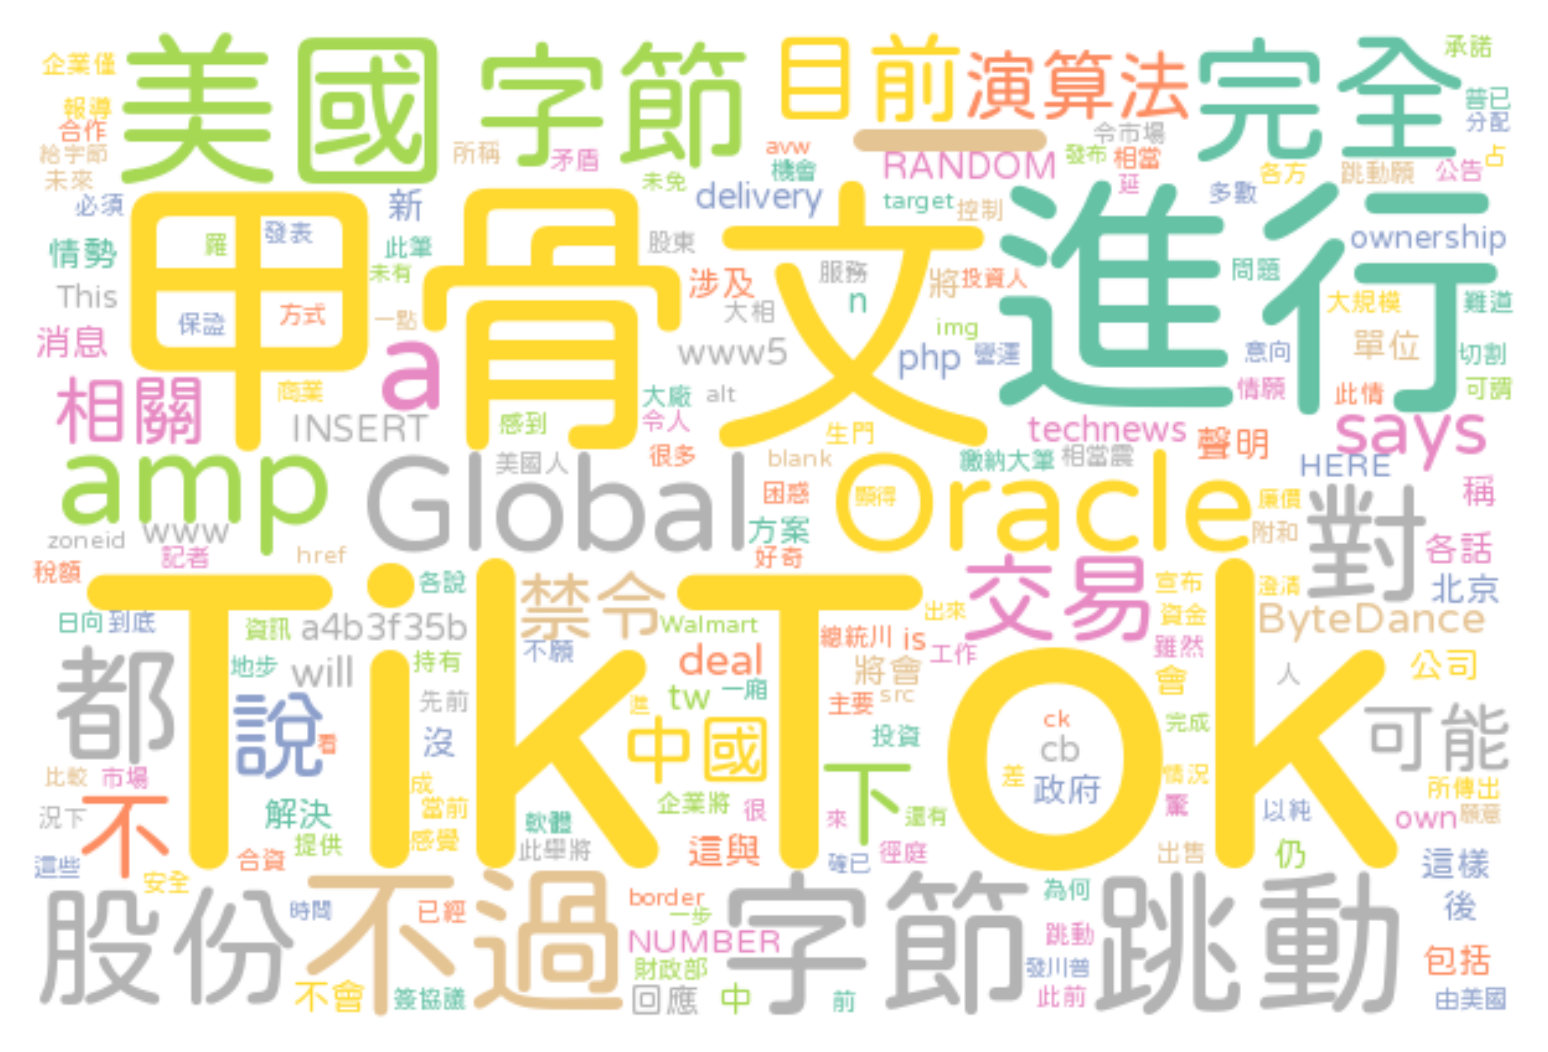 企業僅
美國
字節
目前
演算法
完全
承諾
報導
合作
普已
分配
給字節
未來
所稱
矛盾
avw
機會
令市場
RANDOM
發布
相當
占
未免
延
各方
跳動願
公告
必須
新
delivery
target
控制
多數
甲骨文
進行
羅
發表
情勢
此筆
未有
股東
ownership
This
涉及
服務
將
投資人
問題
n
大相
大規模
難道
保證
方式
一點
img
消息
a
www5
php
營運
意向
單位
切割
商業
大廠
alt
情願
此情
可謂
相關
INSERT
感到
令人
生門
technews
聲明
says
amp
Global
美國人
很多
blank
Oracle
繳納大筆
相當震
HERE
困惑
顯得
廉價
對
稱
zoneid
www
方案
附和
記者
href
好奇
各話
稅額
TikTok
各說
禁令
交易
宣布
澄清
北京
日向
到底
資訊
a4b3f35b
Walmart
出來
資金
ByteDance
不願
總統川
is
雖然
都
地步
will
持有
deal
工作
將會
會
人
公司
說
先前
進
tw
一廂
主要
src
看
沒
中國
投資
ck
cb
完成
可能
比較
市場
成
差
政府
情況
所傳出
況下
不
解決
當前
企業將
很
下
來
還有
驚
以純
own
願意
提供
感覺
軟體
此舉將
這與
確已
徑庭
出售
仍
這些
合資
這樣
安全
股份
時間
不過
已經
border
一步
字節跳動
為何
後
NUMBER
跳動
財政部
發川普
包括
不會
簽協議
回應
中
前
此前
由美國